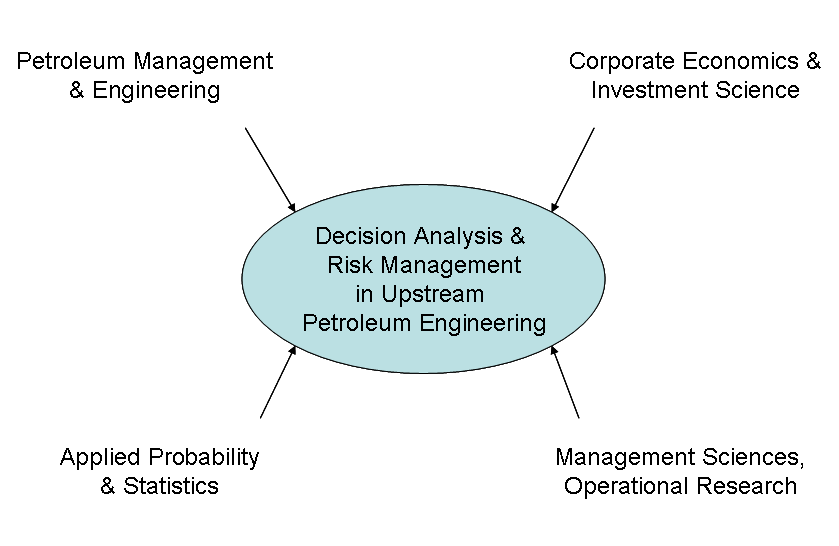 Petroleum Management
& Engineering
Corporate Economics &
Investment Science
Decision Analysis &
Risk Management
in Upstream
Petroleum Engineering
Applied Probability
& Statistics
Management Sciences,
Operational Research